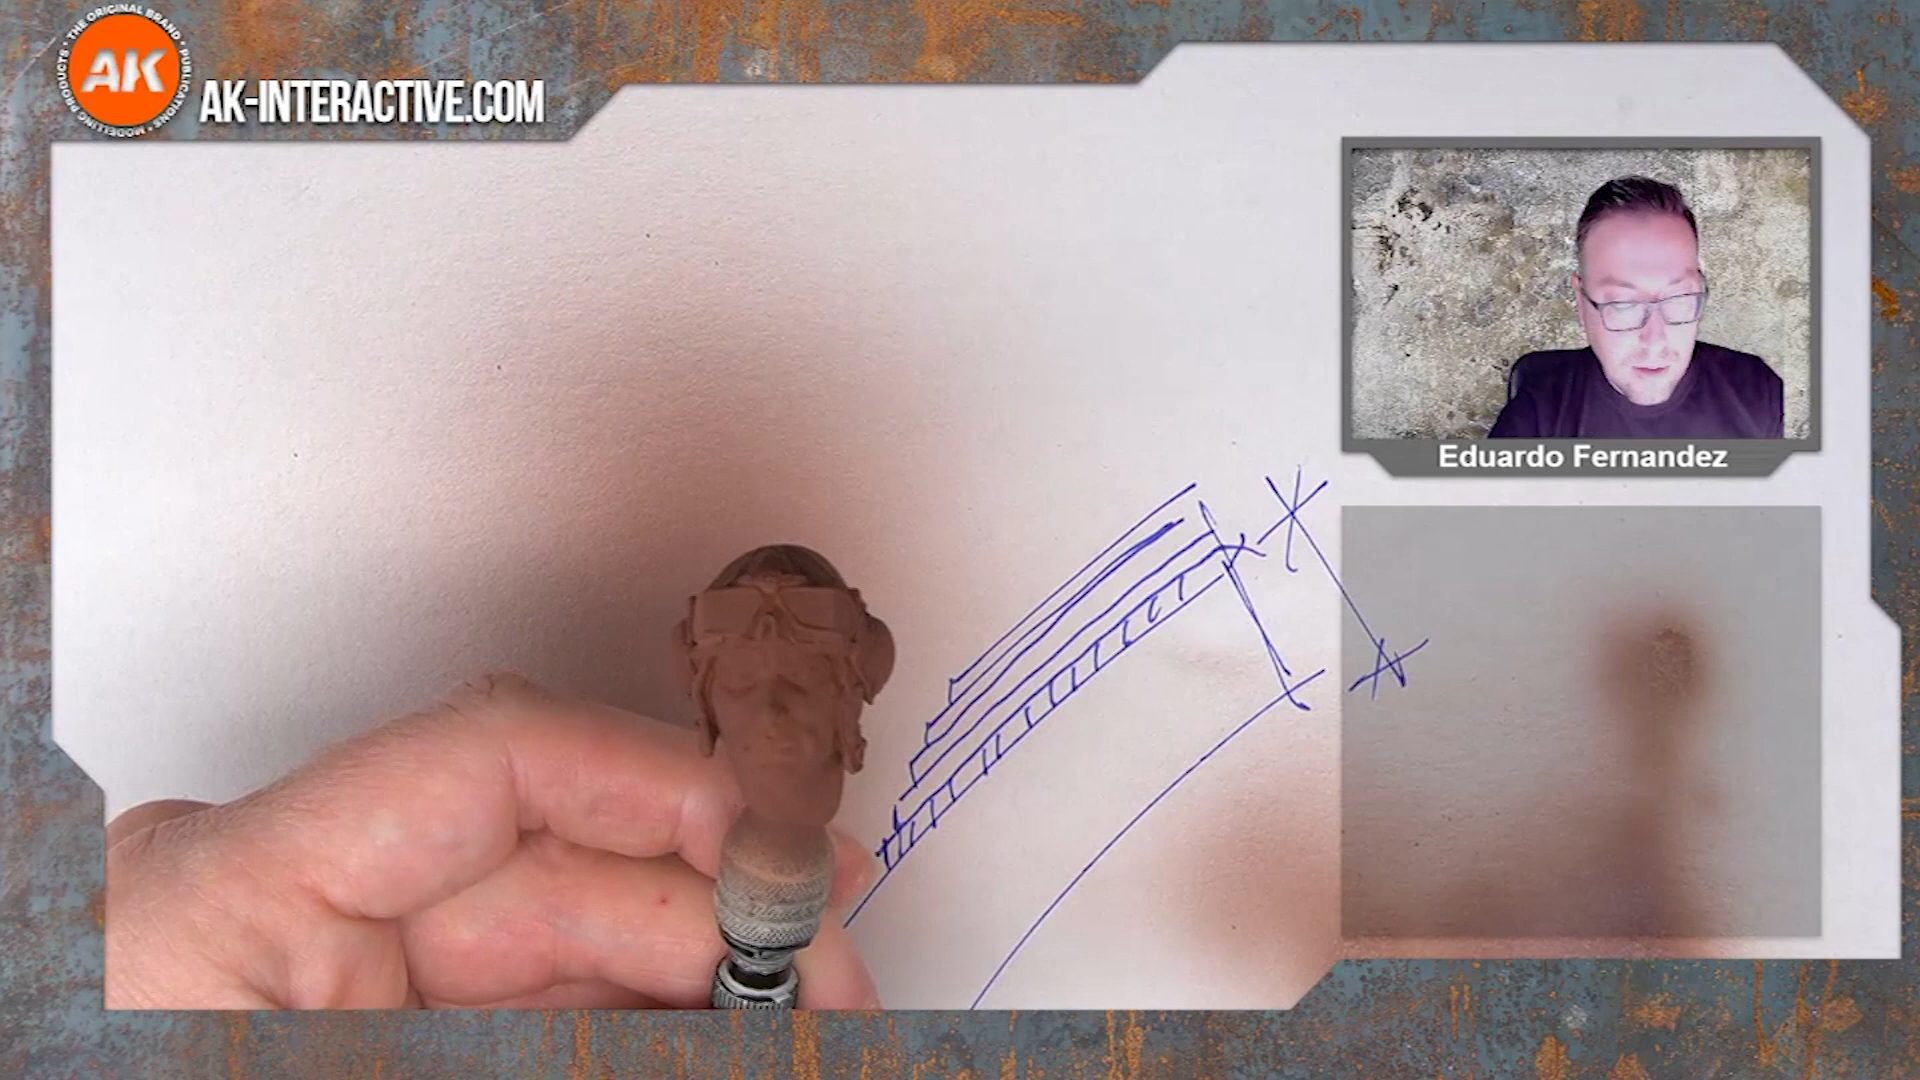 THE ORIGINAL BRAND • PUBLICATIONS • MODELLING PRODUCTS •
AK
AK-INTERACTIVE.COM
Eduardo Fernandez